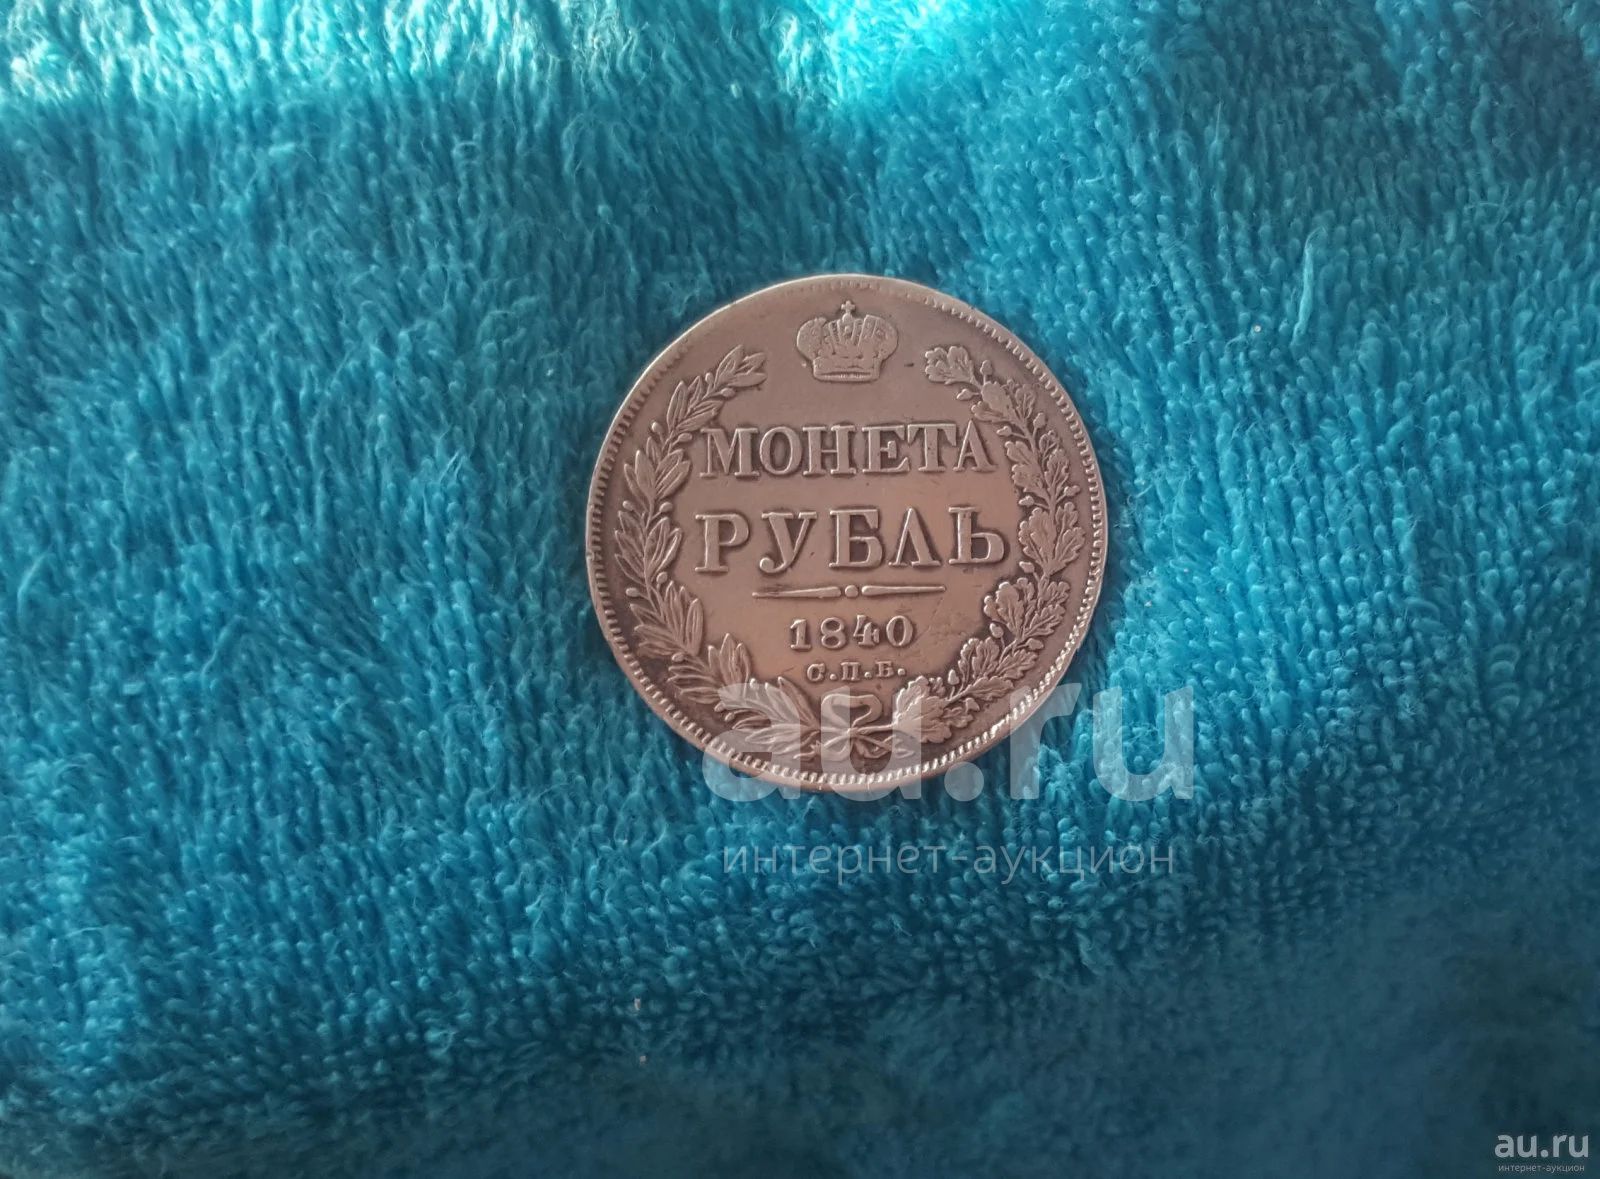 МОНЕТА
РУБЛЬ
1840
С.П.Б.
au.ru
интернет-аукцион
au.ru
интернет-аукцион